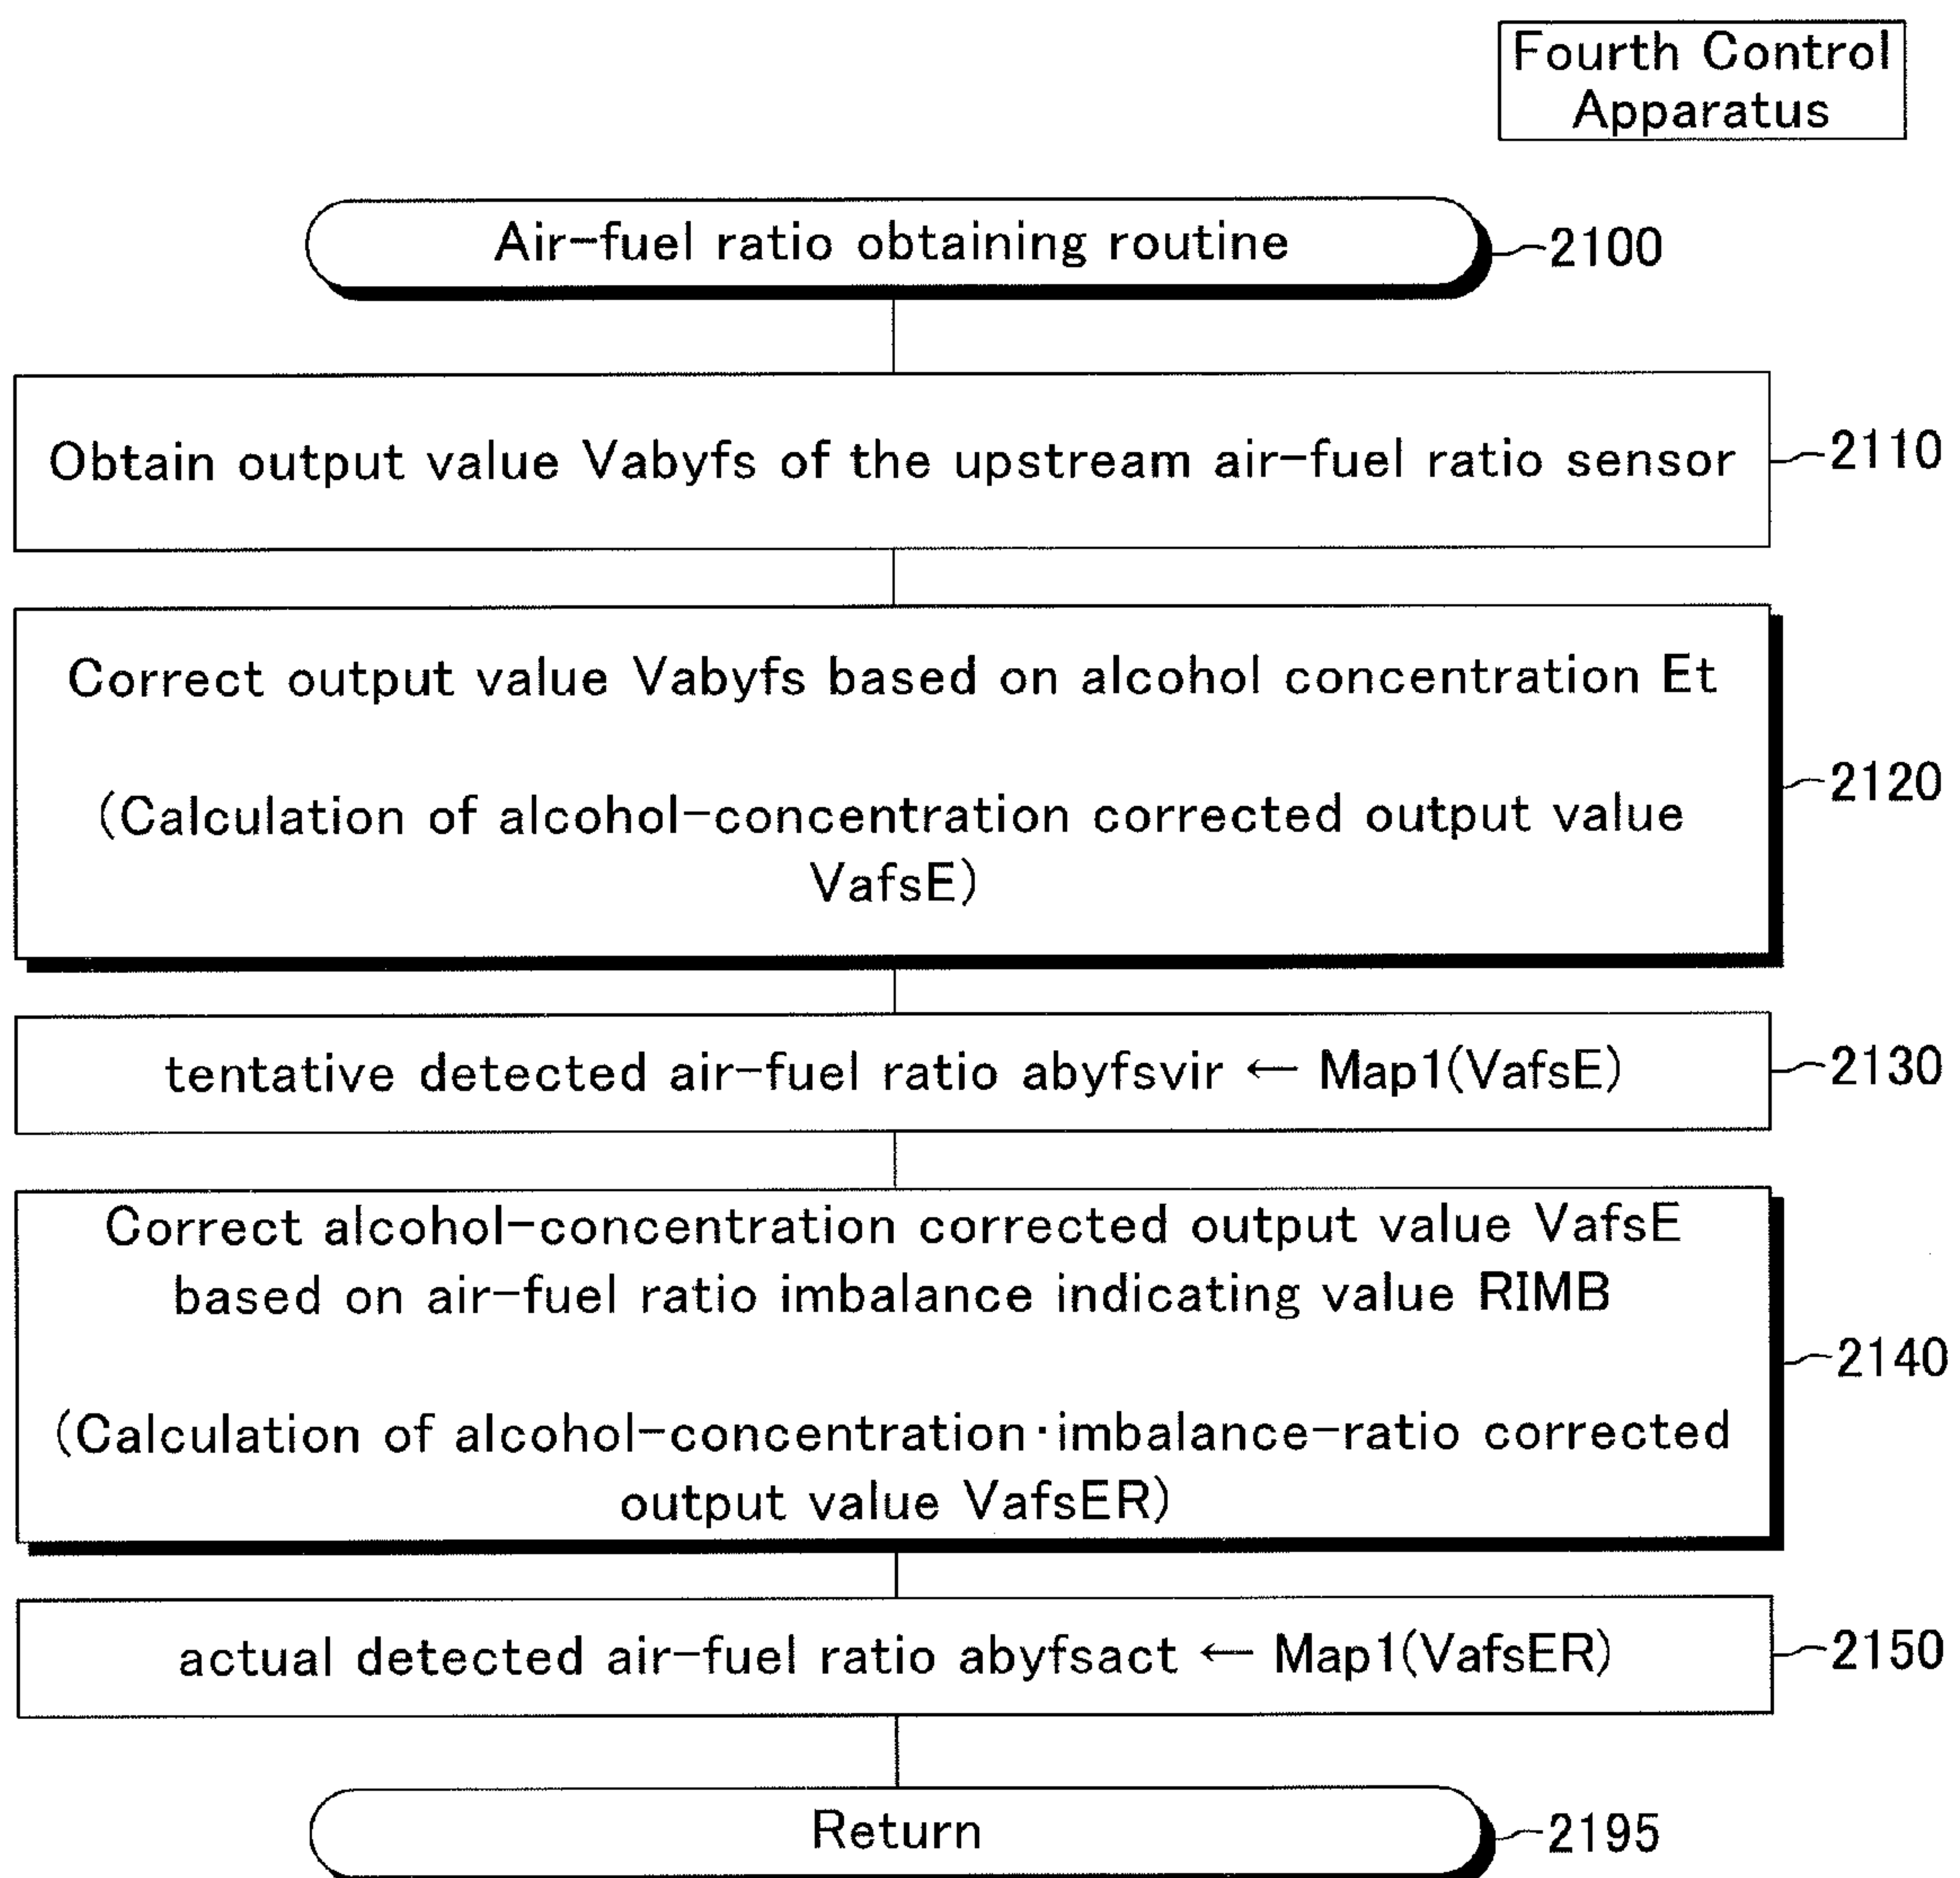 Fourth Control
Apparatus
Air-fuel ratio obtaining routine
2100
Obtain output value Vabyfs of the upstream air-fuel ratio sensor
2110
Correct output value Vabyfs based on alcohol concentration Et
(Calculation of alcohol-concentration corrected output value
VafsE)
2120
tentative detected air-fuel ratio abyfsvir ← Map1(VafsE)
2130
Correct alcohol-concentration corrected output value VafsE
based on air-fuel ratio imbalance indicating value RIMB
(Calculation of alcohol-concentration·imbalance-ratio corrected
output value VafsER)
2140
actual detected air-fuel ratio abyfsact ← Map1(VafsER)
2150
Return
2195